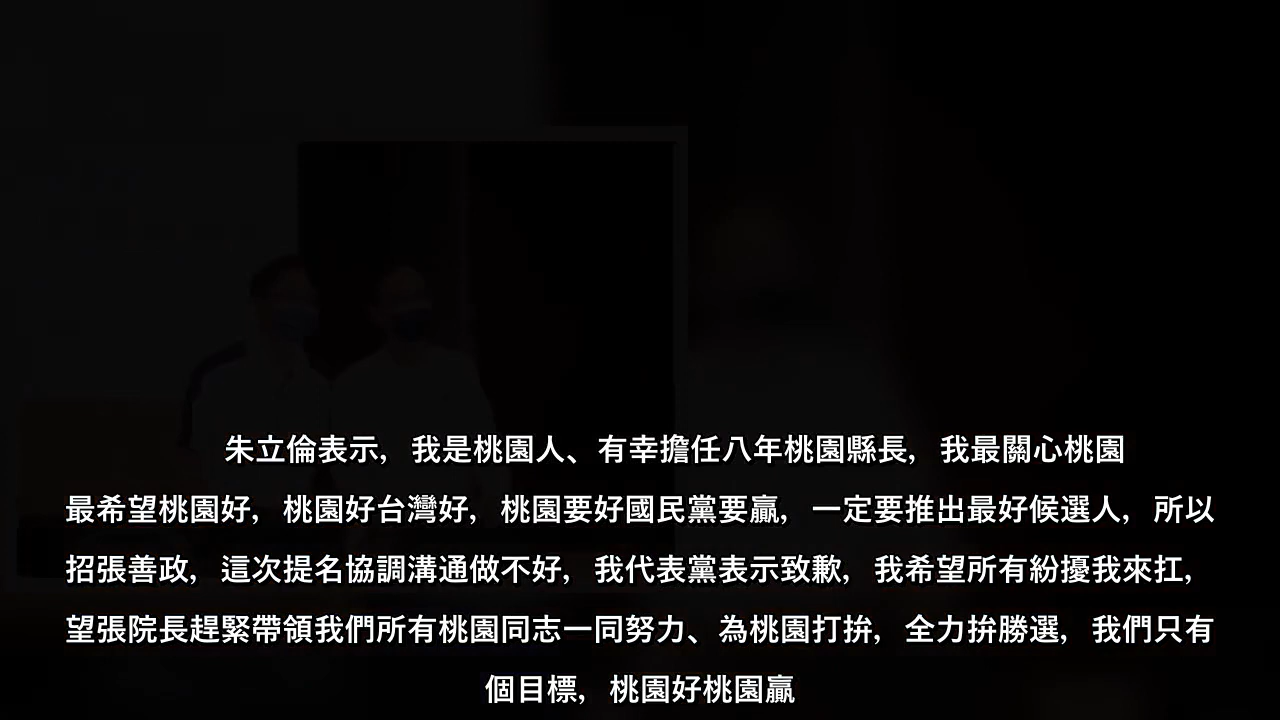 朱立倫表示，我是桃園人、有幸擔任八年桃園縣長，我最關心桃園
最希望桃園好，桃園好台灣好，桃園要好國民黨要贏，一定要推出最好候選人，所以
招張善政，這次提名協調溝通做不好，我代表黨表示致歉，我希望所有紛擾我來扛，
望張院長趕緊帶領我們所有桃園同志一同努力、為桃園打拚，全力拚勝選，我們只有
個目標，桃園好桃園贏